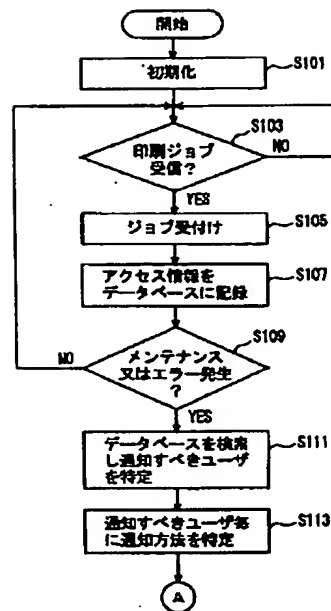 開始
初期化
S101
印刷ジョブ
受信?
S103
NO
YES
ジョブ受付け
S105
アクセス情報を
データベースに記録
S107
メンテナンス
又はエラー発生
?
S109
NO
YES
データベースを検索
し通知すべきユーザ
を特定
S111
通知すべきユーザ毎
に通知方法を特定
S113
A